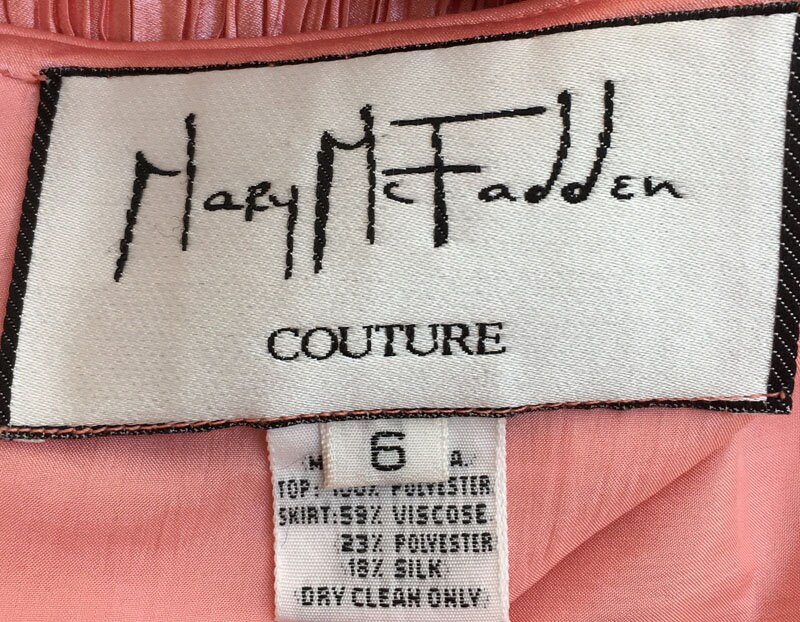 Mary McFadden
COUTURE
6
TOP: 100% POLYESTER
SKIRT: 59% VISCOSE
23% POLYESTER
18% SILK
DRY CLEAN ONLY